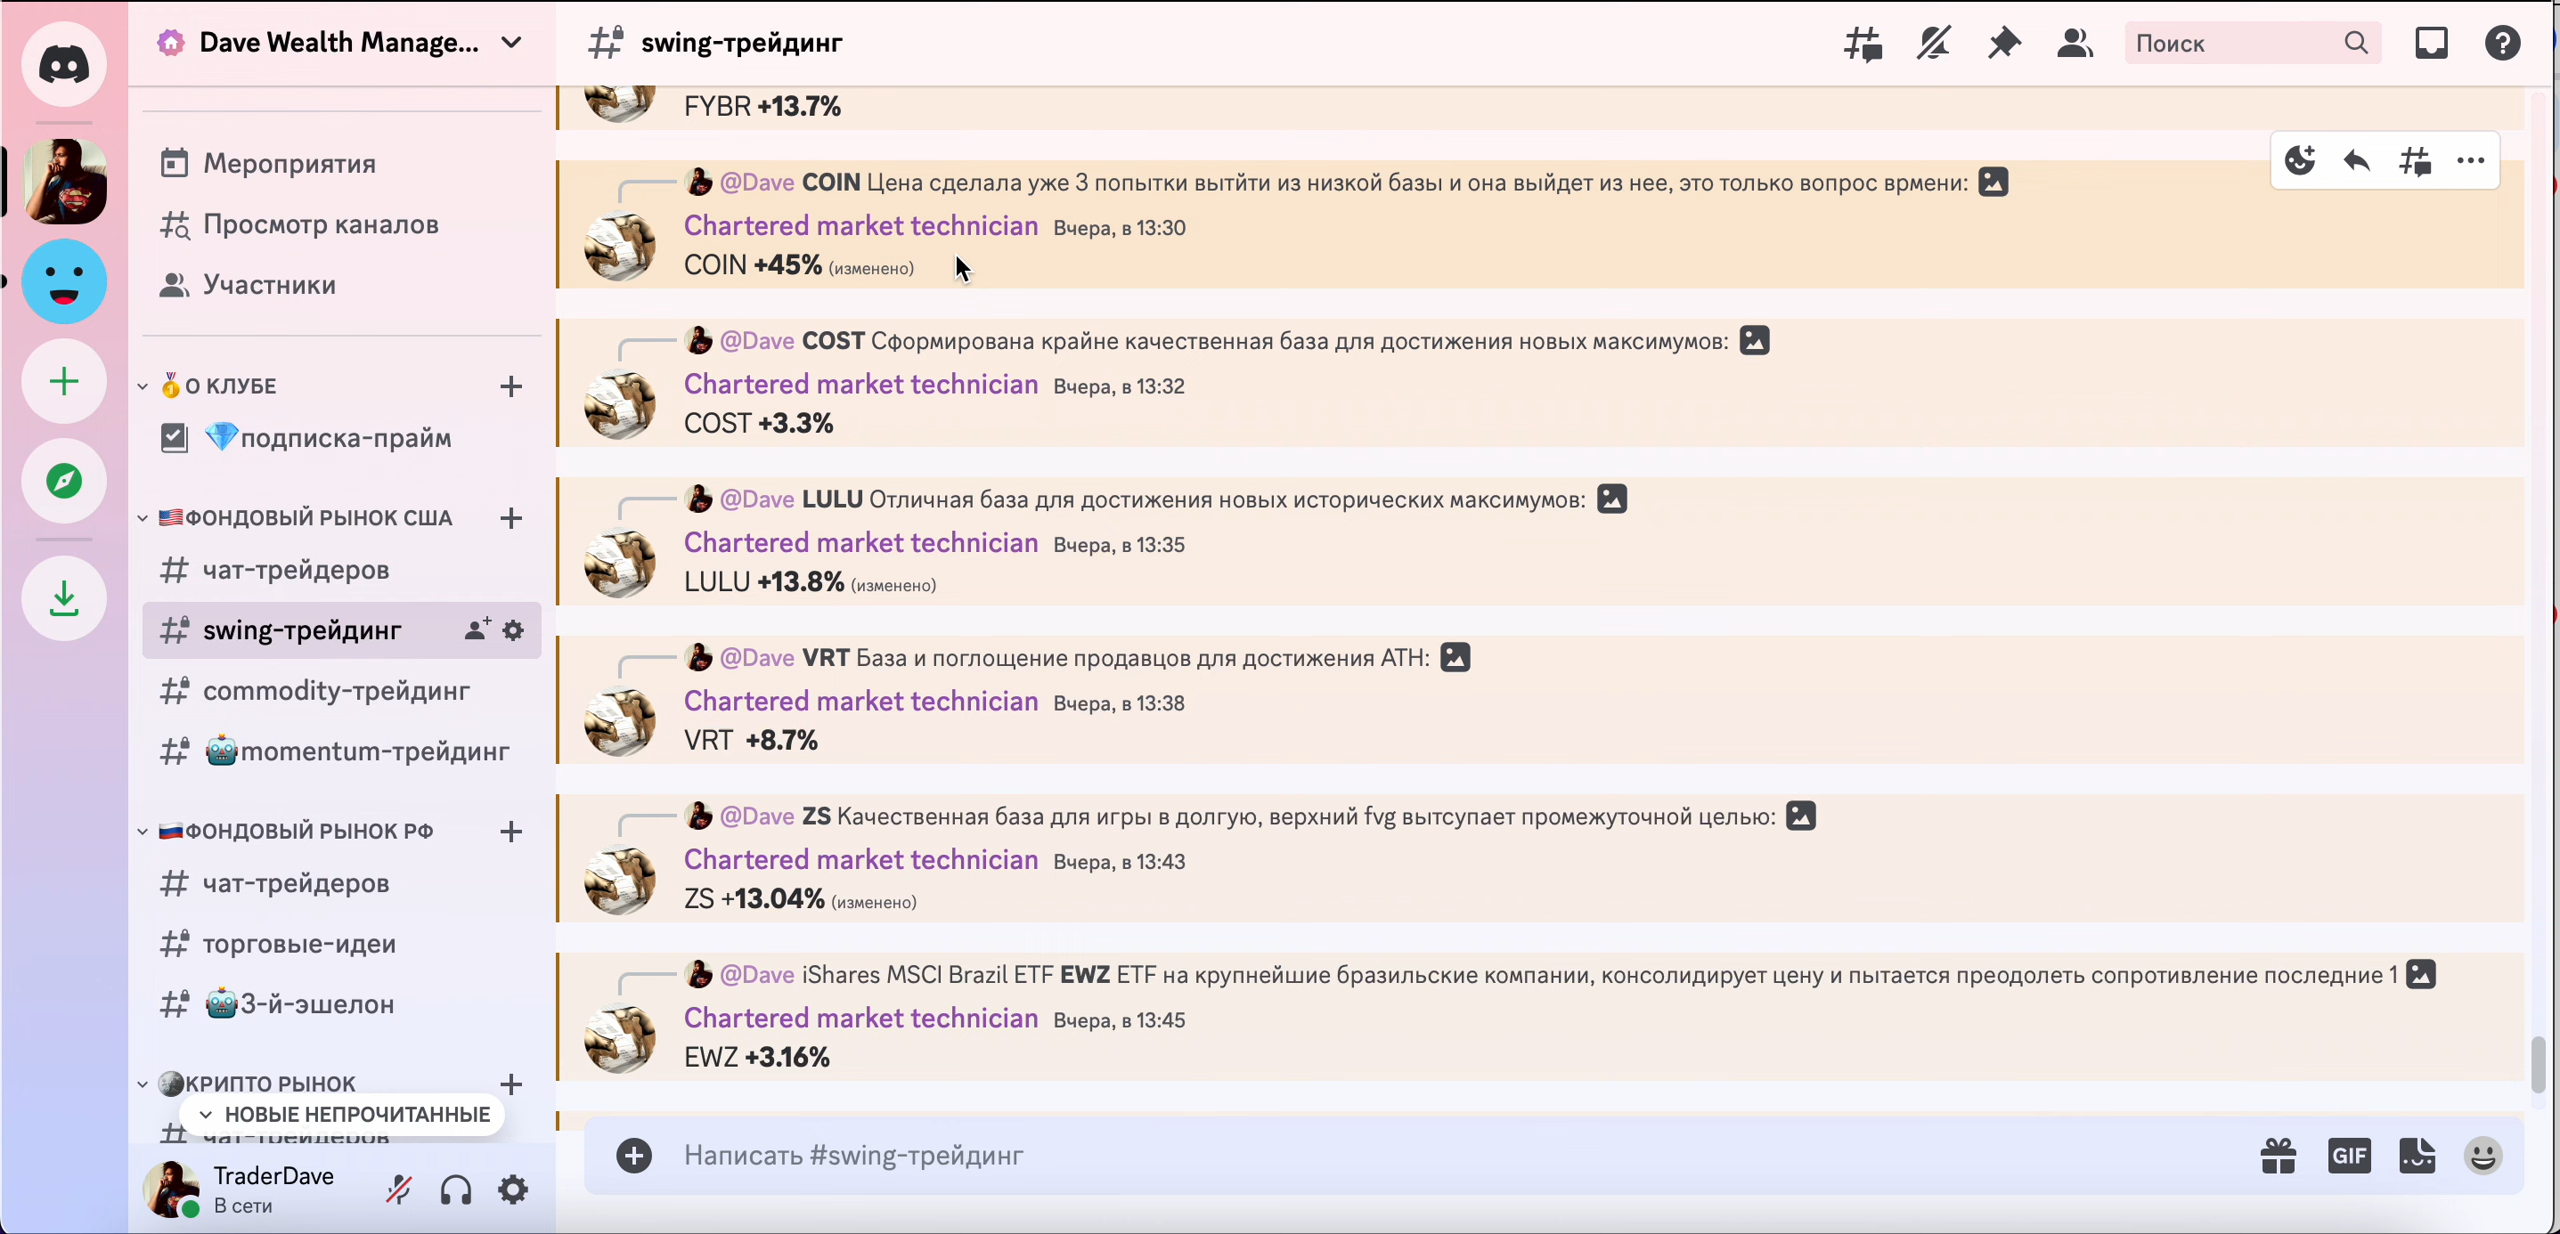 Dave Wealth Manage...
Мероприятия
Просмотр каналов
Участники
О КЛУБЕ
подписка-прайм
ФОНДОВЫЙ РЫНОК США
чат-трейдеров
swing-трейдинг
commodity-трейдинг
momentum-трейдинг
ФОНДОВЫЙ РЫНОК РФ
чат-трейдеров
торговые-идеи
3-й-эшелон
КРИПТО РЫНОК
НОВЫЕ НЕПРОЧИТАННЫЕ
чат-трейдеров
TraderDave
В сети
swing-трейдинг
Поиск
FYBR +13.7%
@Dave COIN Цена сделала уже 3 попытки вытйти из низкой базы и она выйдет из нее, это только вопрос врмени:
Chartered market technician Вчера, в 13:30
COIN +45% (изменено)
@Dave COST Сформирована крайне качественная база для достижения новых максимумов:
Chartered market technician Вчера, в 13:32
COST +3.3%
@Dave LULU Отличная база для достижения новых исторических максимумов:
Chartered market technician Вчера, в 13:35
LULU +13.8% (изменено)
@Dave VRT База и поглощение продавцов для достижения ATH:
Chartered market technician Вчера, в 13:38
VRT +8.7%
@Dave ZS Качественная база для игры в долгую, верхний fvg вытсупает промежуточной целью:
Chartered market technician Вчера, в 13:43
ZS +13.04% (изменено)
@Dave iShares MSCI Brazil ETF EWZ ETF на крупнейшие бразильские компании, консолидирует цену и пытается преодолеть сопротивление последние 1
Chartered market technician Вчера, в 13:45
EWZ +3.16%
Написать #swing-трейдинг
GIF